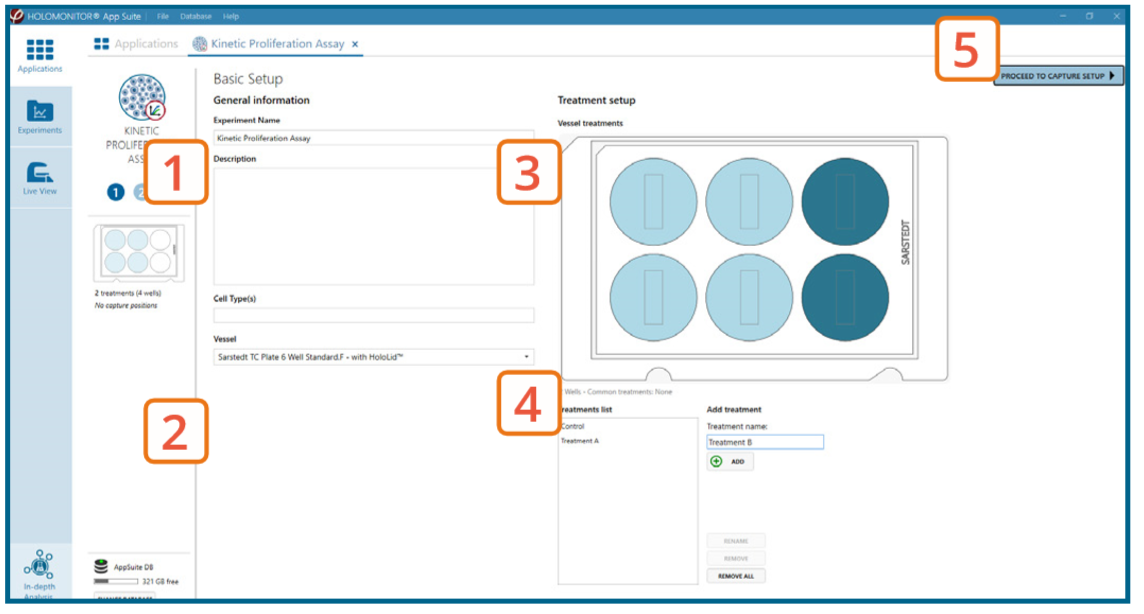 HOLOMONITOR® App Suite File Database Help
Applications
Experiments
Live View
In-depth
Analysis
Applications Kinetic Proliferation Assay ×
5
PROCEED TO CAPTURE SETUP
KINETIC
1
1
2 treatments (4 wells)
No capture positions
2
AppSuite DB
321 GB free
Basic Setup
General information
Experiment Name
Kinetic Proliferation Assay
Description
Cell Type(s)
Vessel
Sarstedt TC Plate 6 Well Standard.F - with HoloLid™
Treatment setup
Vessel treatments
3
SARSTEDT
4
Wells - Common treatments: None
reatments list
Control
Treatment A
Add treatment
Treatment name:
Treatment B
ADD
RENAME
REMOVE
REMOVE ALL